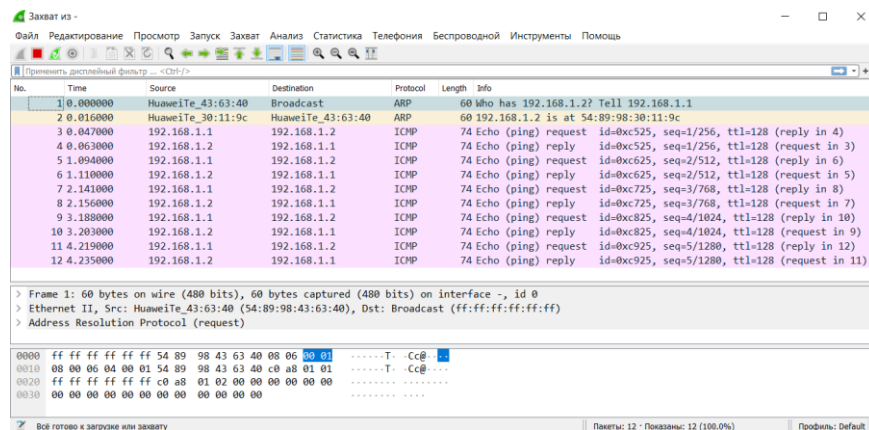 Захват из -
Файл Редактирование Просмотр Запуск Захват Анализ Статистика Телефония Беспроводной Инструменты Помощь
Применить дисплейный фильтр ... <Ctrl-/>
No. Time Source Destination Protocol Length Info
1 0.000000 HuaweiTe_43:63:40 Broadcast ARP 60 Who has 192.168.1.2? Tell 192.168.1.1
2 0.016000 HuaweiTe_30:11:9c HuaweiTe_43:63:40 ARP 60 192.168.1.2 is at 54:89:98:30:11:9c
3 0.047000 192.168.1.1 192.168.1.2 ICMP 74 Echo (ping) request id=0xc525, seq=1/256, ttl=128 (reply in 4)
4 0.063000 192.168.1.2 192.168.1.1 ICMP 74 Echo (ping) reply id=0xc525, seq=1/256, ttl=128 (request in 3)
5 1.094000 192.168.1.1 192.168.1.2 ICMP 74 Echo (ping) request id=0xc625, seq=2/512, ttl=128 (reply in 6)
6 1.110000 192.168.1.2 192.168.1.1 ICMP 74 Echo (ping) reply id=0xc625, seq=2/512, ttl=128 (request in 5)
7 2.141000 192.168.1.1 192.168.1.2 ICMP 74 Echo (ping) request id=0xc725, seq=3/768, ttl=128 (reply in 8)
8 2.156000 192.168.1.2 192.168.1.1 ICMP 74 Echo (ping) reply id=0xc725, seq=3/768, ttl=128 (request in 7)
9 3.188000 192.168.1.1 192.168.1.2 ICMP 74 Echo (ping) request id=0xc825, seq=4/1024, ttl=128 (reply in 10)
10 3.203000 192.168.1.2 192.168.1.1 ICMP 74 Echo (ping) reply id=0xc825, seq=4/1024, ttl=128 (request in 9)
11 4.219000 192.168.1.1 192.168.1.2 ICMP 74 Echo (ping) request id=0xc925, seq=5/1280, ttl=128 (reply in 12)
12 4.235000 192.168.1.2 192.168.1.1 ICMP 74 Echo (ping) reply id=0xc925, seq=5/1280, ttl=128 (request in 11)
> Frame 1: 60 bytes on wire (480 bits), 60 bytes captured (480 bits) on interface -, id 0
> Ethernet II, Src: HuaweiTe_43:63:40 (54:89:98:43:63:40), Dst: Broadcast (ff:ff:ff:ff:ff:ff)
> Address Resolution Protocol (request)
0000 ff ff ff ff ff ff 54 89 98 43 63 40 08 06 00 01 ······T· ·Cc@····
0010 08 00 06 04 00 01 54 89 98 43 63 40 c0 a8 01 01 ······T· ·Cc@····
0020 ff ff ff ff ff ff c0 a8 01 02 00 00 00 00 00 00 ········ ········
0030 00 00 00 00 00 00 00 00 00 00 00 00 ········ ····
Всё готово к загрузке или захвату Пакеты: 12 · Показаны: 12 (100.0%) Профиль: Default